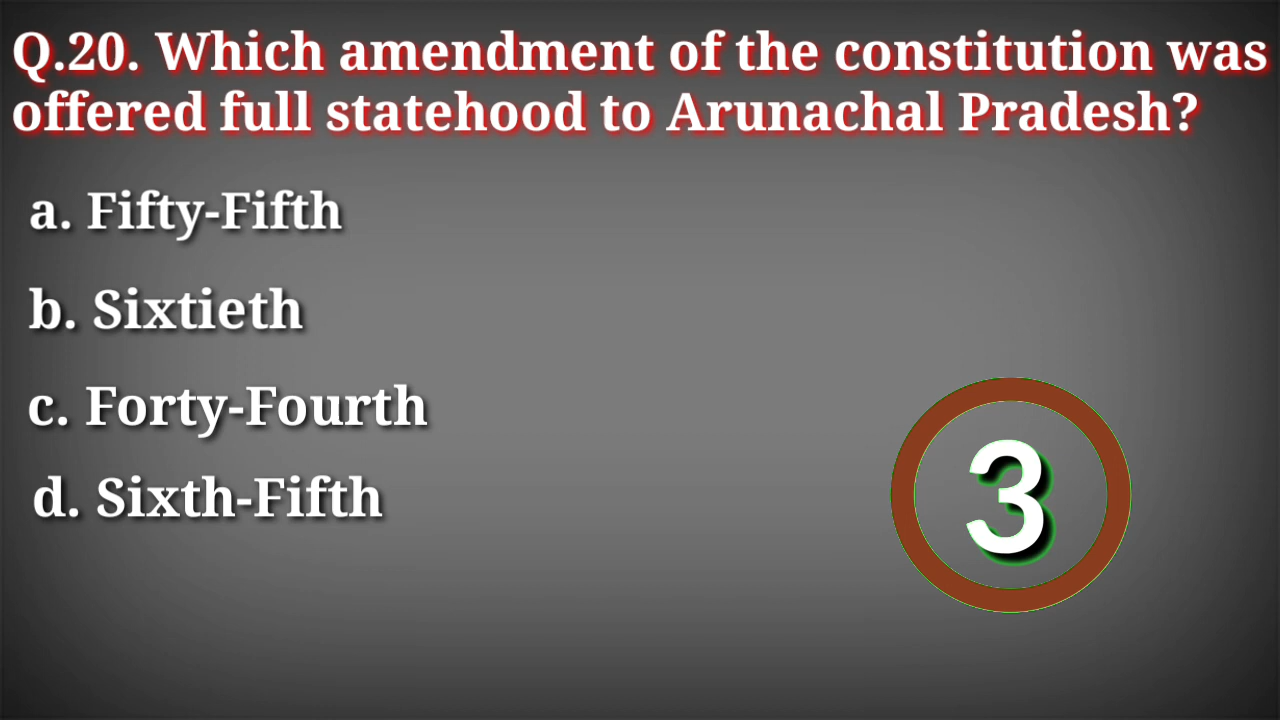 Q.20. Which amendment of the constitution was
offered full statehood to Arunachal Pradesh?
a. Fifty-Fifth
b. Sixtieth
c. Forty-Fourth
d. Sixth-Fifth
3